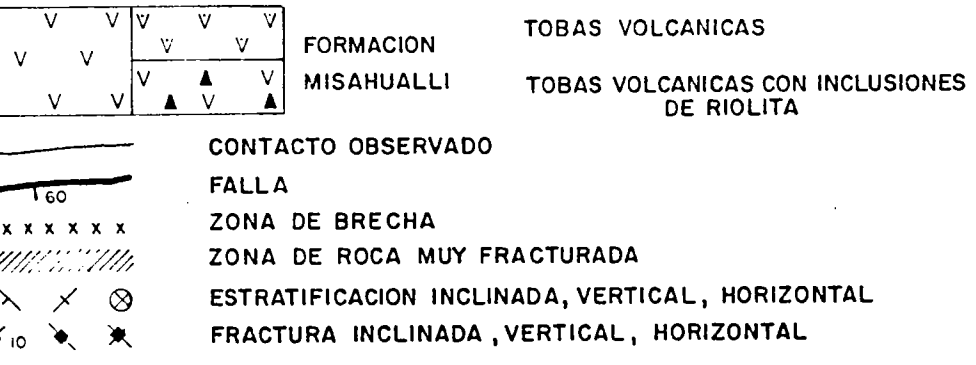 FORMACION
MISAHUALLI
TOBAS VOLCANICAS
TOBAS VOLCANICAS CON INCLUSIONES
DE RIOLITA
CONTACTO OBSERVADO
60
FALLA
ZONA DE BRECHA
ZONA DE ROCA MUY FRACTURADA
ESTRATIFICACION INCLINADA, VERTICAL, HORIZONTAL
10
FRACTURA INCLINADA , VERTICAL, HORIZONTAL